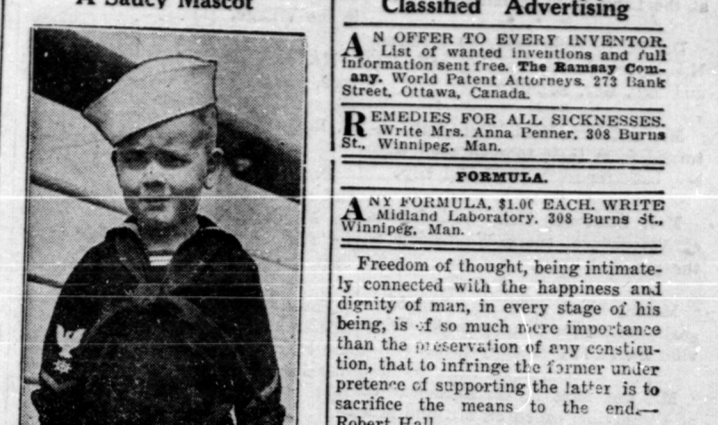 A Saucy Mascot
Classified Advertising
AN OFFER TO EVERY INVENTOR.
List of wanted inventions and full
information sent free. The Ramsay Com-
any. World Patent Attorneys. 273 Bank
Street, Ottawa, Canada.
REMEDIES FOR ALL SICKNESSES.
Write Mrs. Anna Penner, 308 Burns
St., Winnipeg, Man.
FORMULA.
ANY FORMULA, $1.00 EACH. WRITE
Midland Laboratory, 308 Burns St.,
Winnipeg, Man.
Freedom of thought, being intimate-
ly connected with the happiness and
dignity of man, in every stage of his
being, is of so much more importance
than the preservation of any constitu-
tion, that to infringe the former under
pretence of supporting the latter is to
sacrifice the means to the end.—
Robert Hall